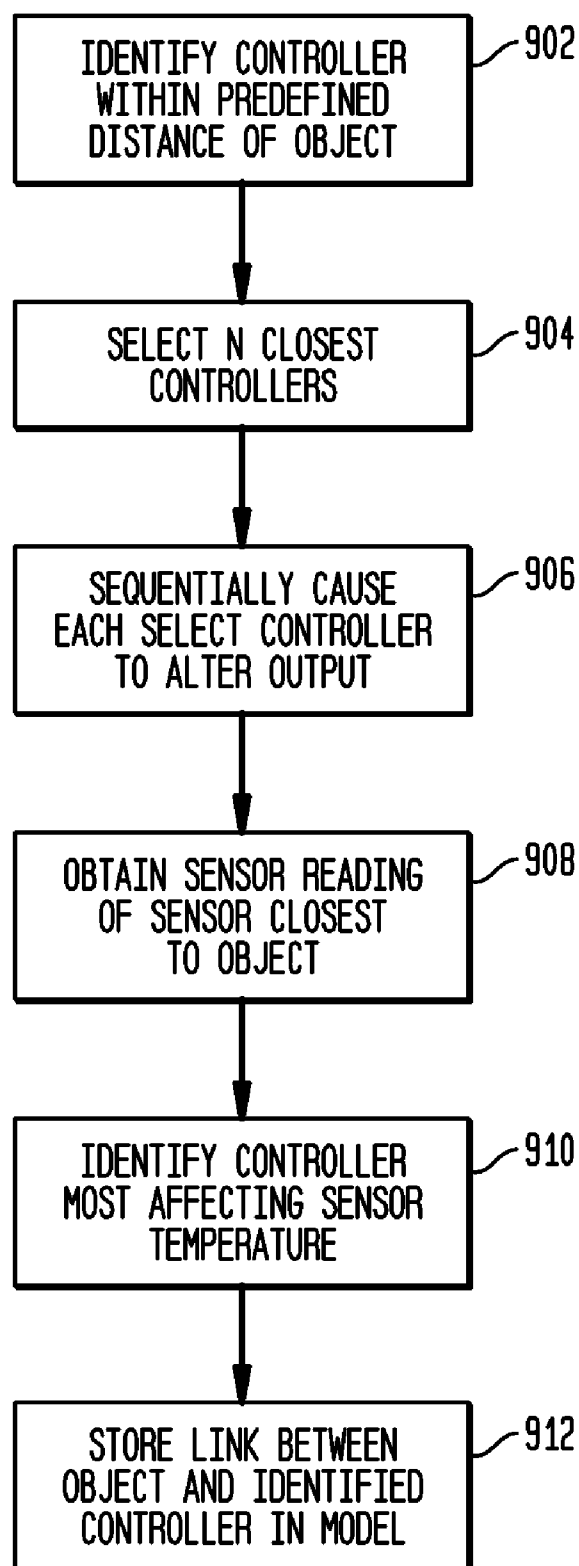 IDENTIFY CONTROLLER
WITHIN PREDEFINED
DISTANCE OF OBJECT
902
SELECT N CLOSEST
CONTROLLERS
904
SEQUENTIALLY CAUSE
EACH SELECT CONTROLLER
TO ALTER OUTPUT
906
OBTAIN SENSOR READING
OF SENSOR CLOSEST
TO OBJECT
908
IDENTIFY CONTROLLER
MOST AFFECTING SENSOR
TEMPERATURE
910
STORE LINK BETWEEN
OBJECT AND IDENTIFIED
CONTROLLER IN MODEL
912